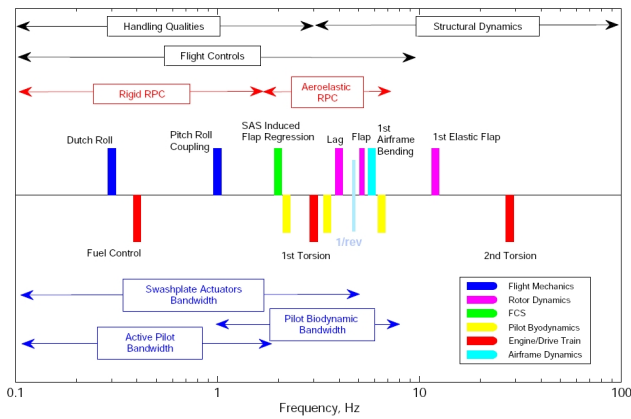 Handling Qualities
Structural Dynamics
Flight Controls
Rigid RPC
Aeroelastic
RPC
Dutch Roll
Pitch Roll
Coupling
SAS Induced
Flap Regression
Lag
Flap
1st
Airframe
Bending
1st Elastic Flap
Fuel Control
1st Torsion
1/rev
2nd Torsion
Swashplate Actuators
Bandwidth
Pilot Biodynamic
Bandwidth
Active Pilot
Bandwidth
Flight Mechanics
Rotor Dynamics
FCS
Pilot Byodynamics
Engine/Drive Train
Airframe Dynamics
0.1
1
10
100
Frequency, Hz